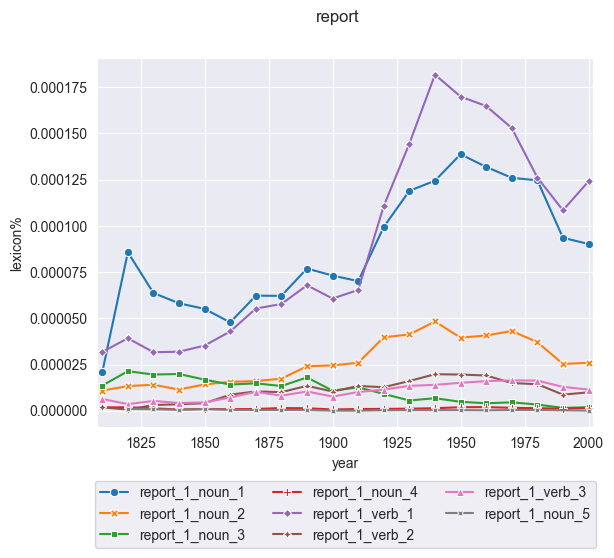 report
0.000175
0.000150
0.000125
0.000100
0.000075
0.000050
0.000025
0.000000
lexicon%
1825 1850 1875 1900 1925 1950 1975 2000
year
report_1_noun_1 report_1_noun_4 report_1_verb_3
report_1_noun_2 report_1_verb_1 report_1_noun_5
report_1_noun_3 report_1_verb_2